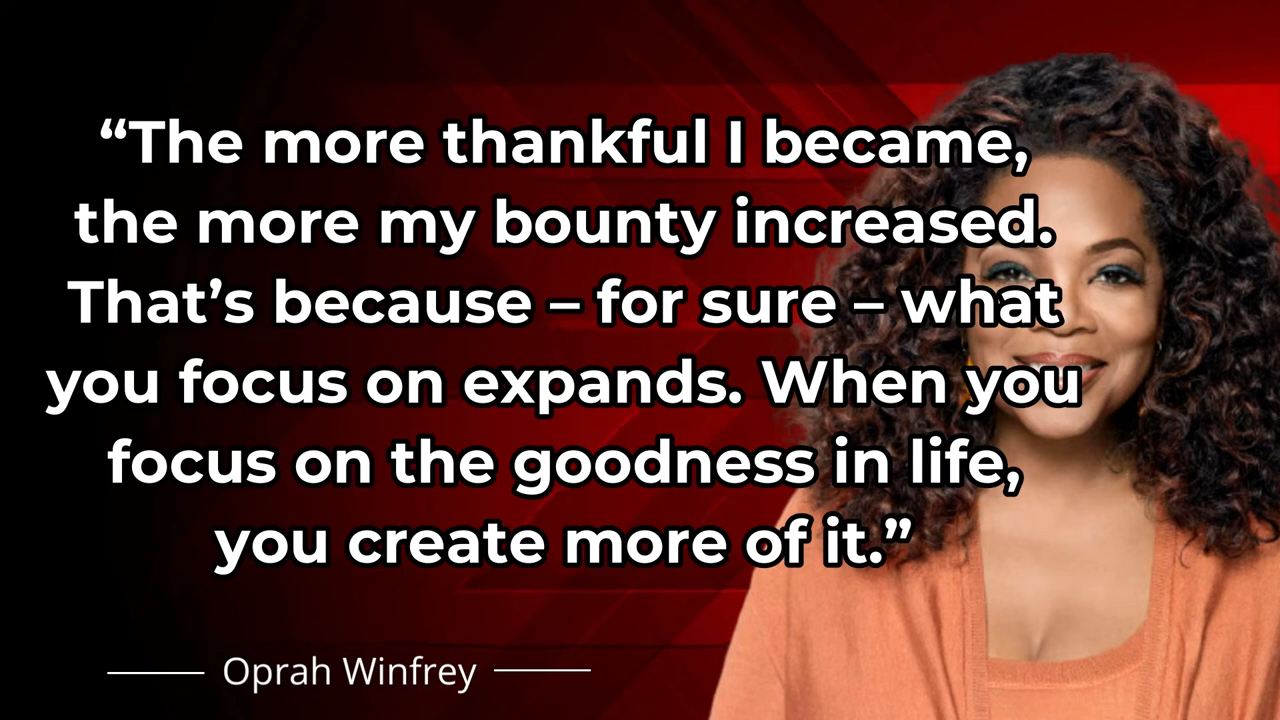 “The more thankful I became,
the more my bounty increased.
That’s because – for sure – what
you focus on expands. When you
focus on the goodness in life,
you create more of it.”
Oprah Winfrey